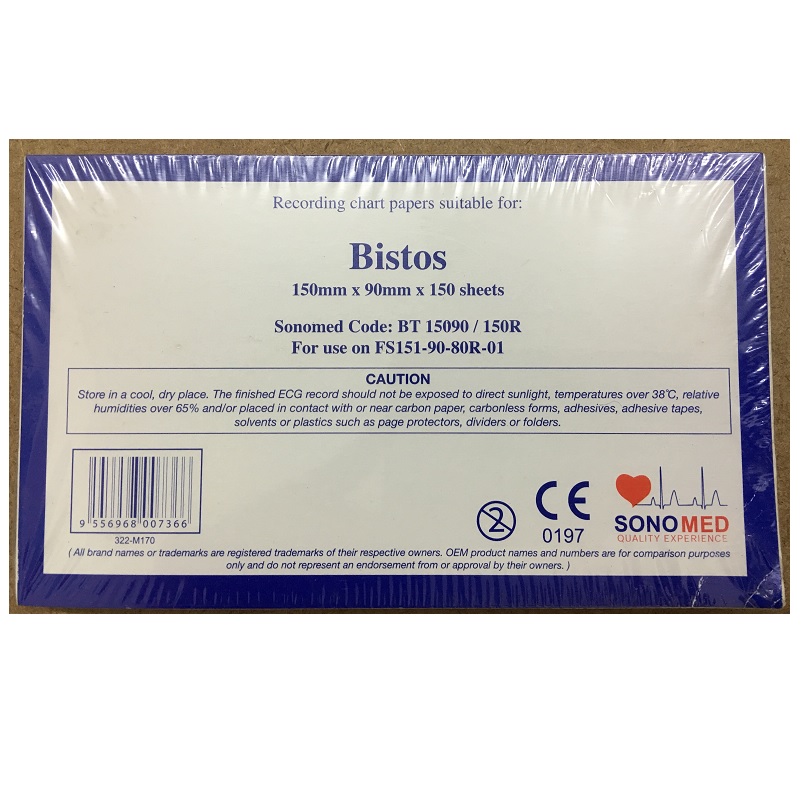 Recording chart papers suitable for:
Bistos
150mm x 90mm x 150 sheets
Sonomed Code: BT 15090 / 150R
For use on FS151-90-80R-01
CAUTION
Store in a cool, dry place. The finished ECG record should not be exposed to direct sunlight, temperatures over 38°C, relative
humidities over 65% and/or placed in contact with or near carbon paper, carbonless forms, adhesives, adhesive tapes,
solvents or plastics such as page protectors, dividers or folders.
9 556968 007366
322-M170
2
CE
0197
SONOMED
QUALITY EXPERIENCE
( All brand names or trademarks are registered trademarks of their respective owners. OEM product names and numbers are for comparison purposes
only and do not represent an endorsement from or approval by their owners. )